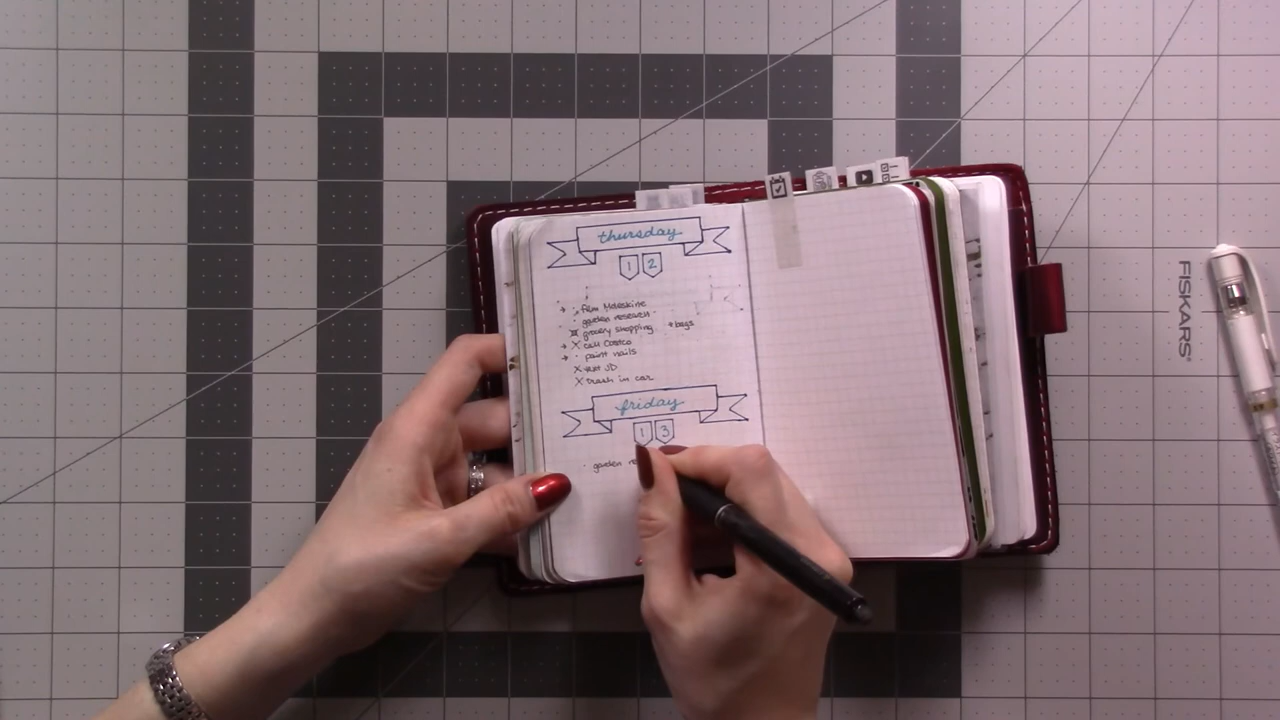 thursday
1 2
→ · film Moleskine
· garden research
X grocery shopping + bags
→ X call Costco
→ · paint nails
X text JD
X trash in car
friday
1 3
· garden re
FISKARS